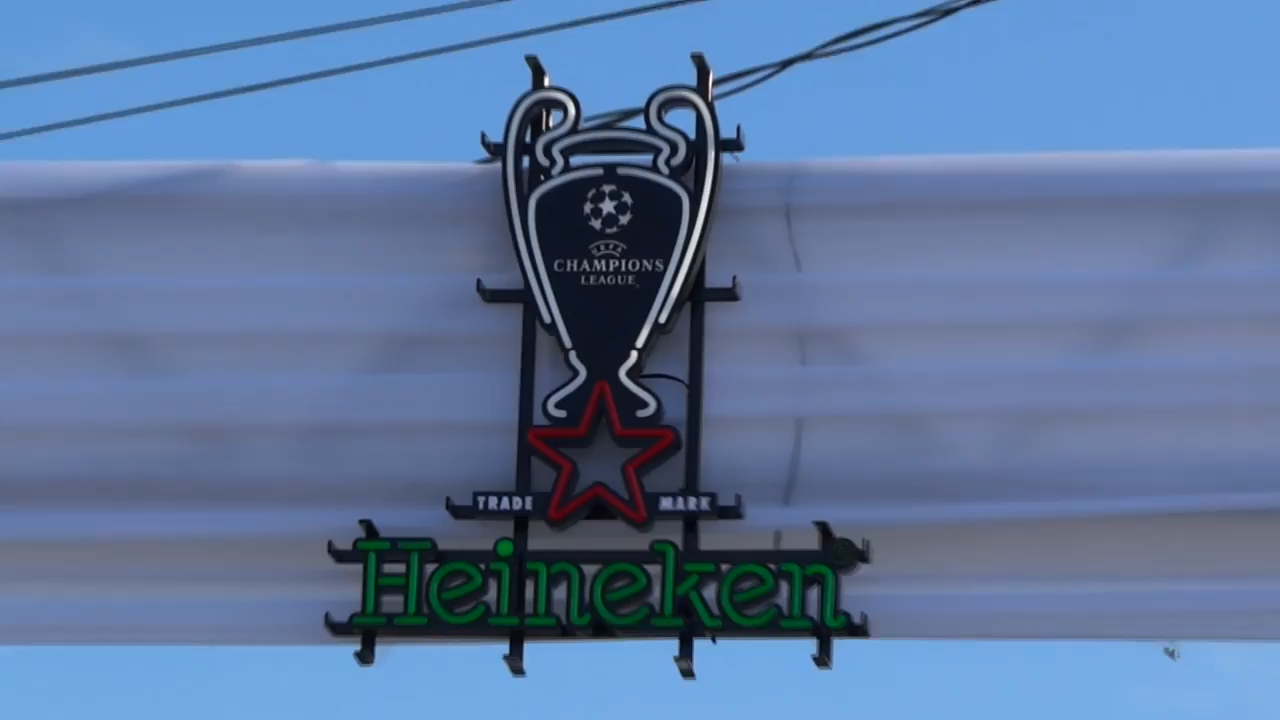 UEFA
CHAMPIONS
LEAGUE
TRADE MARK
Heineken